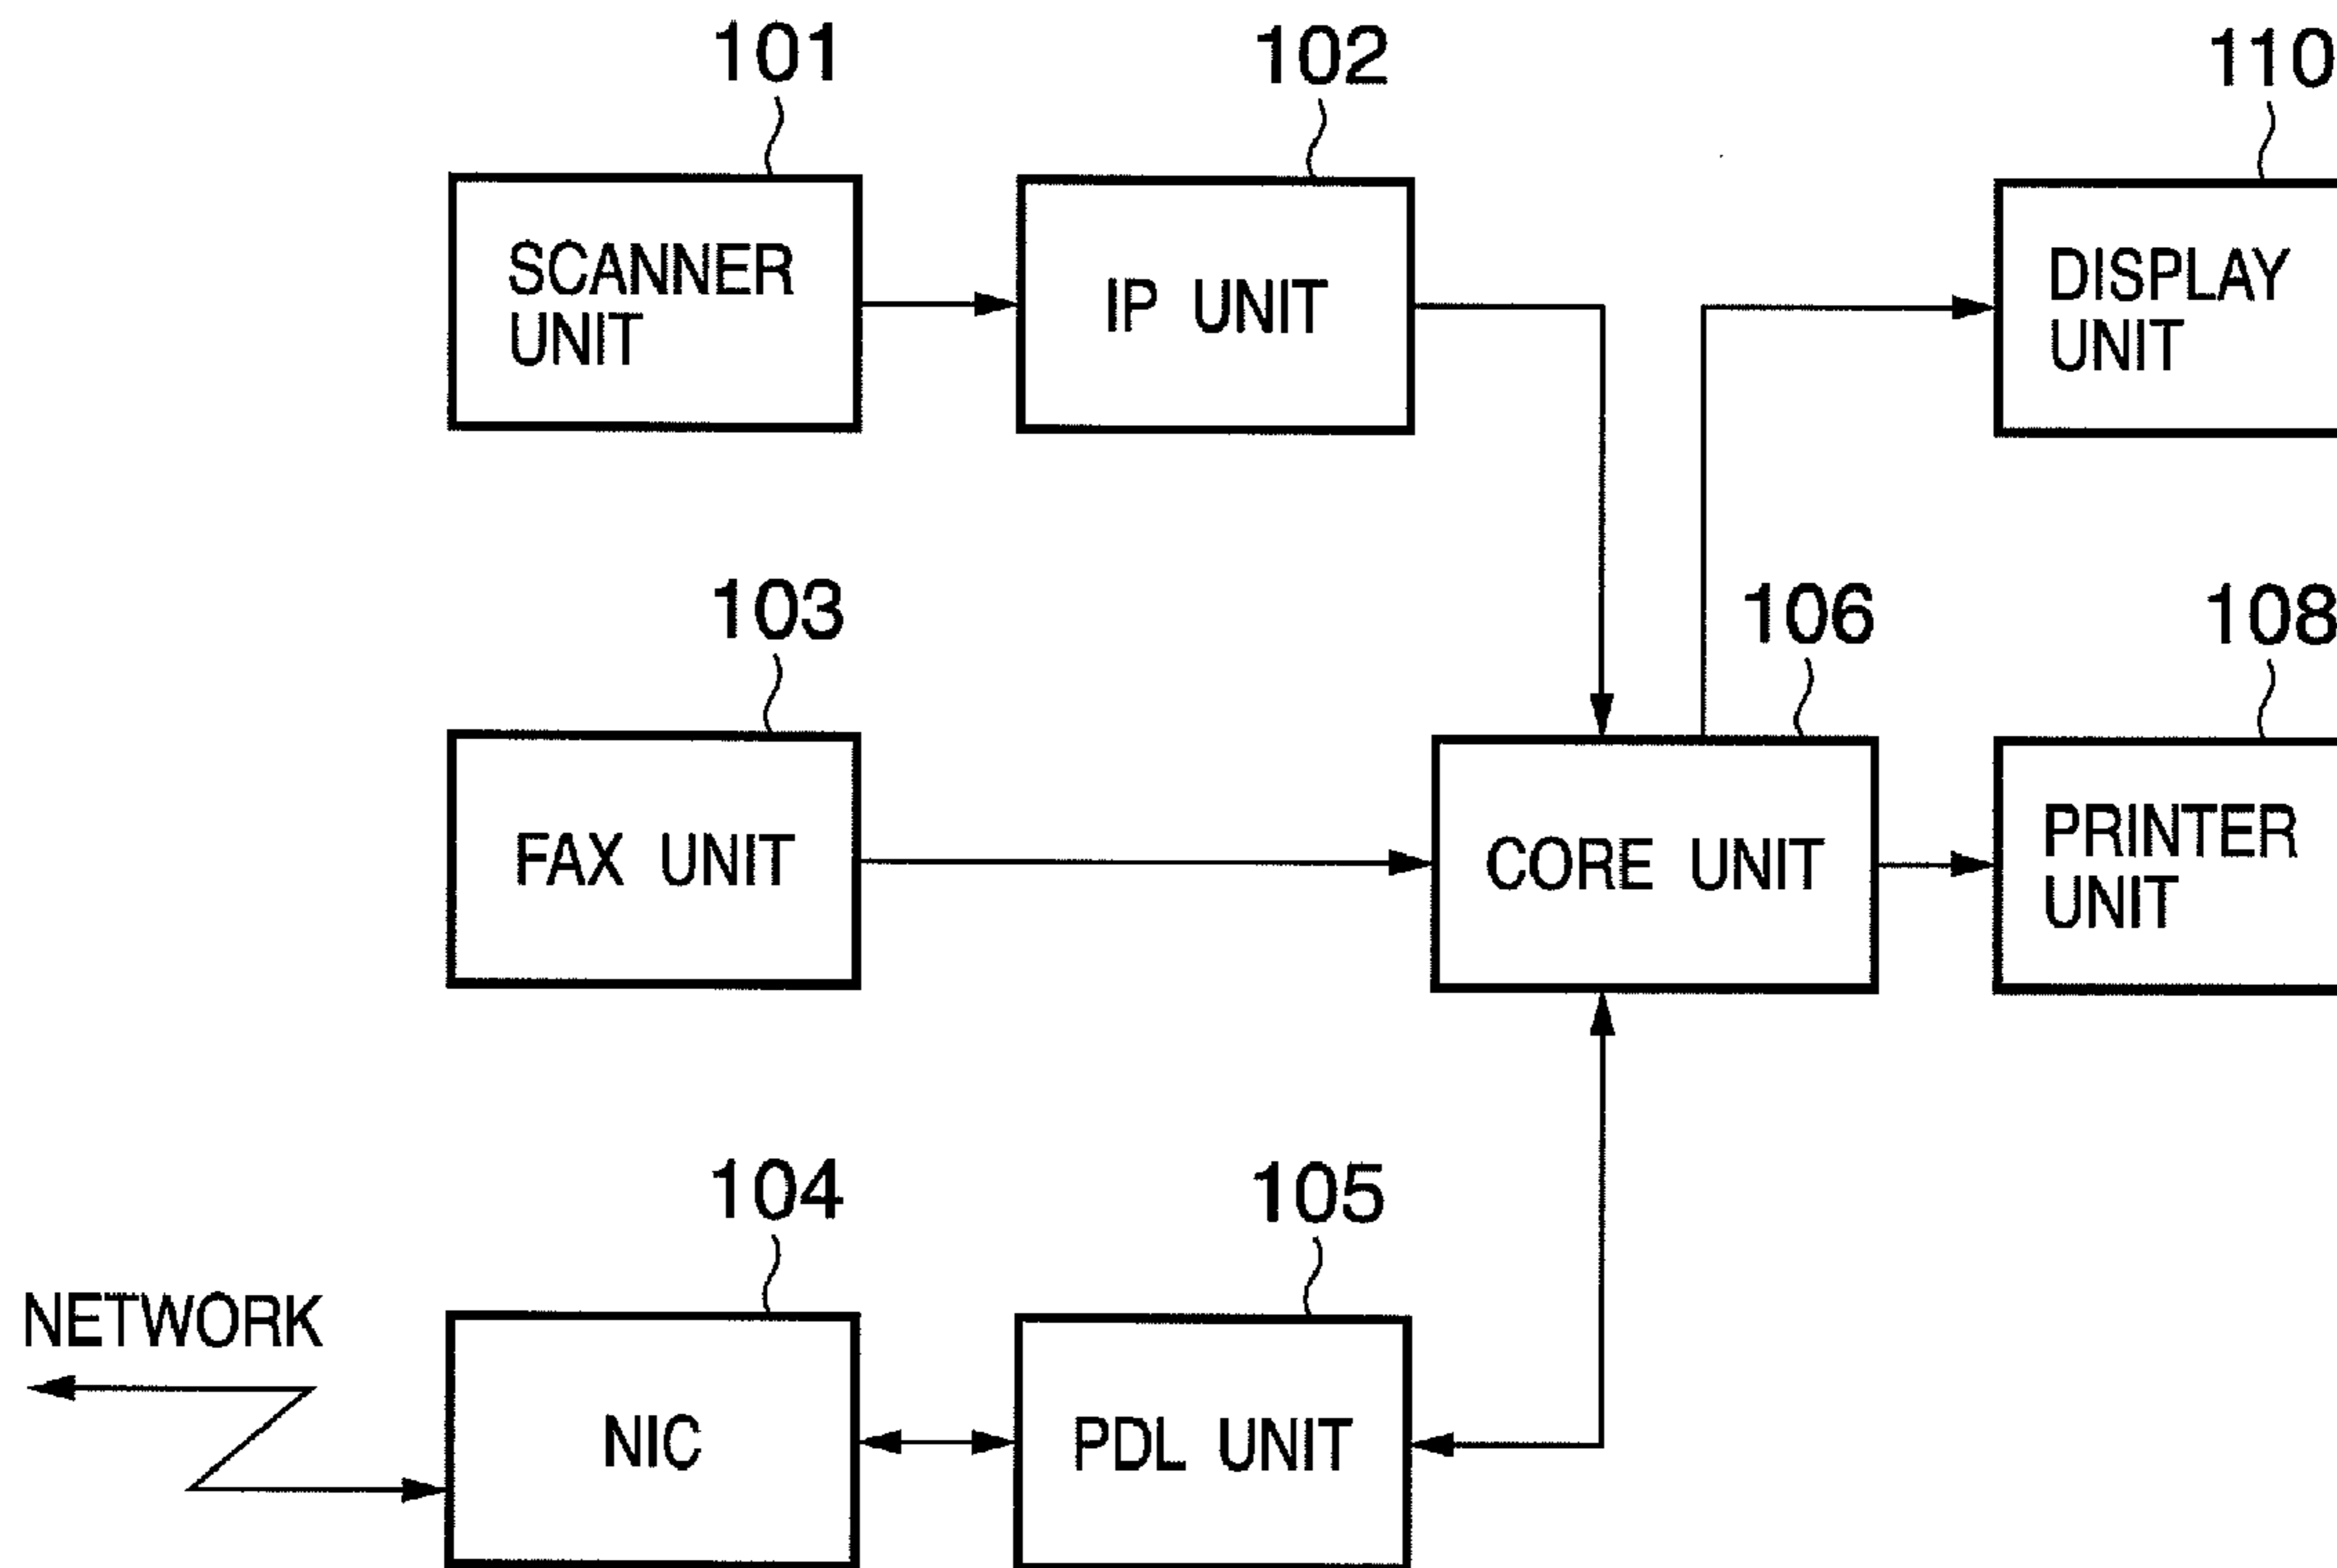 101
102
110
SCANNER
UNIT
IP UNIT
DISPLAY
UNIT
103
106
108
FAX UNIT
CORE UNIT
PRINTER
UNIT
104
105
NETWORK
NIC
PDL UNIT